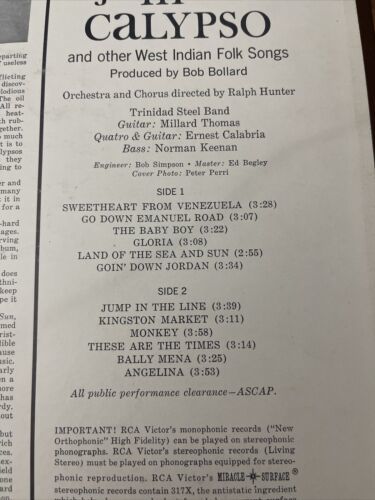 CALYPSO
and other West Indian Folk Songs
Produced by Bob Bollard
Orchestra and Chorus directed by Ralph Hunter
Trinidad Steel Band
Guitar: Millard Thomas
Quatro & Guitar: Ernest Calabria
Bass: Norman Keenan
Engineer: Bob Simpson • Master: Ed Begley
Cover Photo: Peter Perri
SIDE 1
SWEETHEART FROM VENEZUELA (3:28)
GO DOWN EMANUEL ROAD (3:07)
THE BABY BOY (3:22)
GLORIA (3:08)
LAND OF THE SEA AND SUN (2:55)
GOIN' DOWN JORDAN (3:34)
SIDE 2
JUMP IN THE LINE (3:39)
KINGSTON MARKET (3:11)
MONKEY (3:58)
THESE ARE THE TIMES (3:14)
BALLY MENA (3:25)
ANGELINA (3:53)
All public performance clearance—ASCAP.
IMPORTANT! RCA Victor's monophonic records ("New
Orthophonic" High Fidelity) can be played on stereophonic
phonographs. RCA Victor's stereophonic records (Living
Stereo) must be played on phonographs equipped for stereo-
phonic reproduction. RCA Victor's MIRACLE SURFACE®
stereophonic records contain 317X, the antistatic ingredient